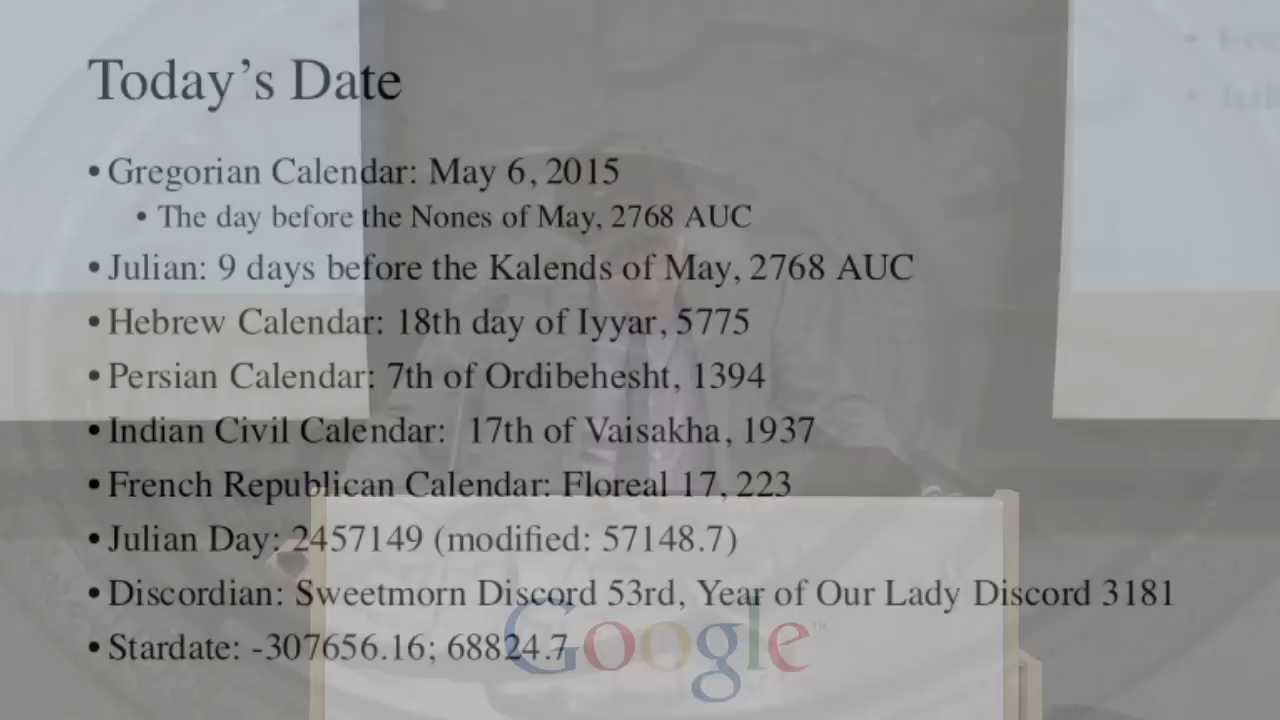 Today's Date
• Gregorian Calendar: May 6, 2015
• The day before the Nones of May, 2768 AUC
• Julian: 9 days before the Kalends of May, 2768 AUC
• Hebrew Calendar: 18th day of Iyyar, 5775
• Persian Calendar: 7th of Ordibehesht, 1394
• Indian Civil Calendar: 17th of Vaisakha, 1937
• French Republican Calendar: Floreal 17, 223
• Julian Day: 2457149 (modified: 57148.7)
• Discordian: Sweetmorn Discord 53rd, Year of Our Lady Discord 3181
• Stardate: -307656.16; 68824.7
Google™